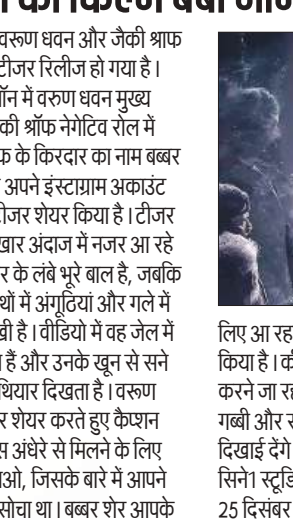 वरूण धवन और जैकी श्राफ
टीजर रिलीज हो गया है।
में वरुण धवन मुख्य
की श्रॉफ नेगेटिव रोल में
के किरदार का नाम बब्बर
अपने इंस्टाग्राम अकाउंट
टीजर शेयर किया है। टीजर
अंदाज में नजर आ रहे
के लंबे भूरे बाल है, जबकि
में अंगूठियां और गले में
है। वीडियो में वह जेल में
हैं और उनके खून से सने
दिखता है। वरूण
शेयर करते हुए कैप्शन
अंधेरे से मिलने के लिए
जिसके बारे में आपने
सोचा था। बब्बर शेर आपके
लिए आ रहा
किया है।
करने जा
गब्बी और
दिखाई देंगे
सिने1
25 दिसंबर